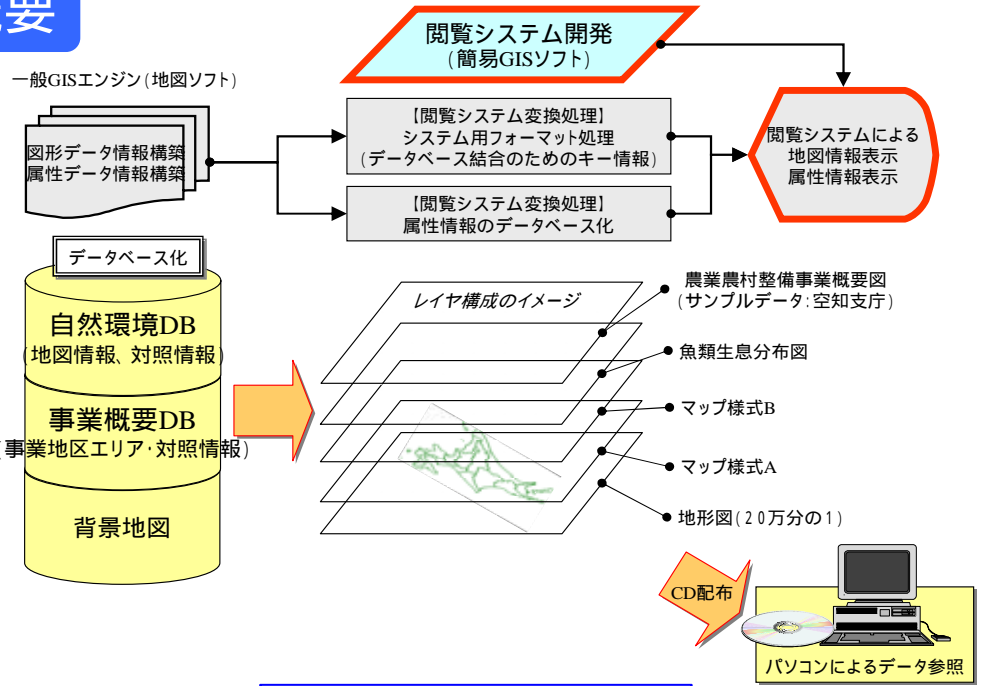 要
一般GISエンジン(地図ソフト)
図形データ情報構築
属性データ情報構築
閲覧システム開発
(簡易GISソフト)
【閲覧システム変換処理】
システム用フォーマット処理
(データベース結合のためのキー情報)
【閲覧システム変換処理】
属性情報のデータベース化
閲覧システムによる
地図情報表示
属性情報表示
データベース化
自然環境DB
(地図情報、対照情報)
事業概要DB
(事業地区エリア・対照情報)
背景地図
レイヤ構成のイメージ
農業農村整備事業概要図
(サンプルデータ:空知支庁)
魚類生息分布図
マップ様式B
マップ様式A
地形図(20万分の1)
CD配布
パソコンによるデータ参照